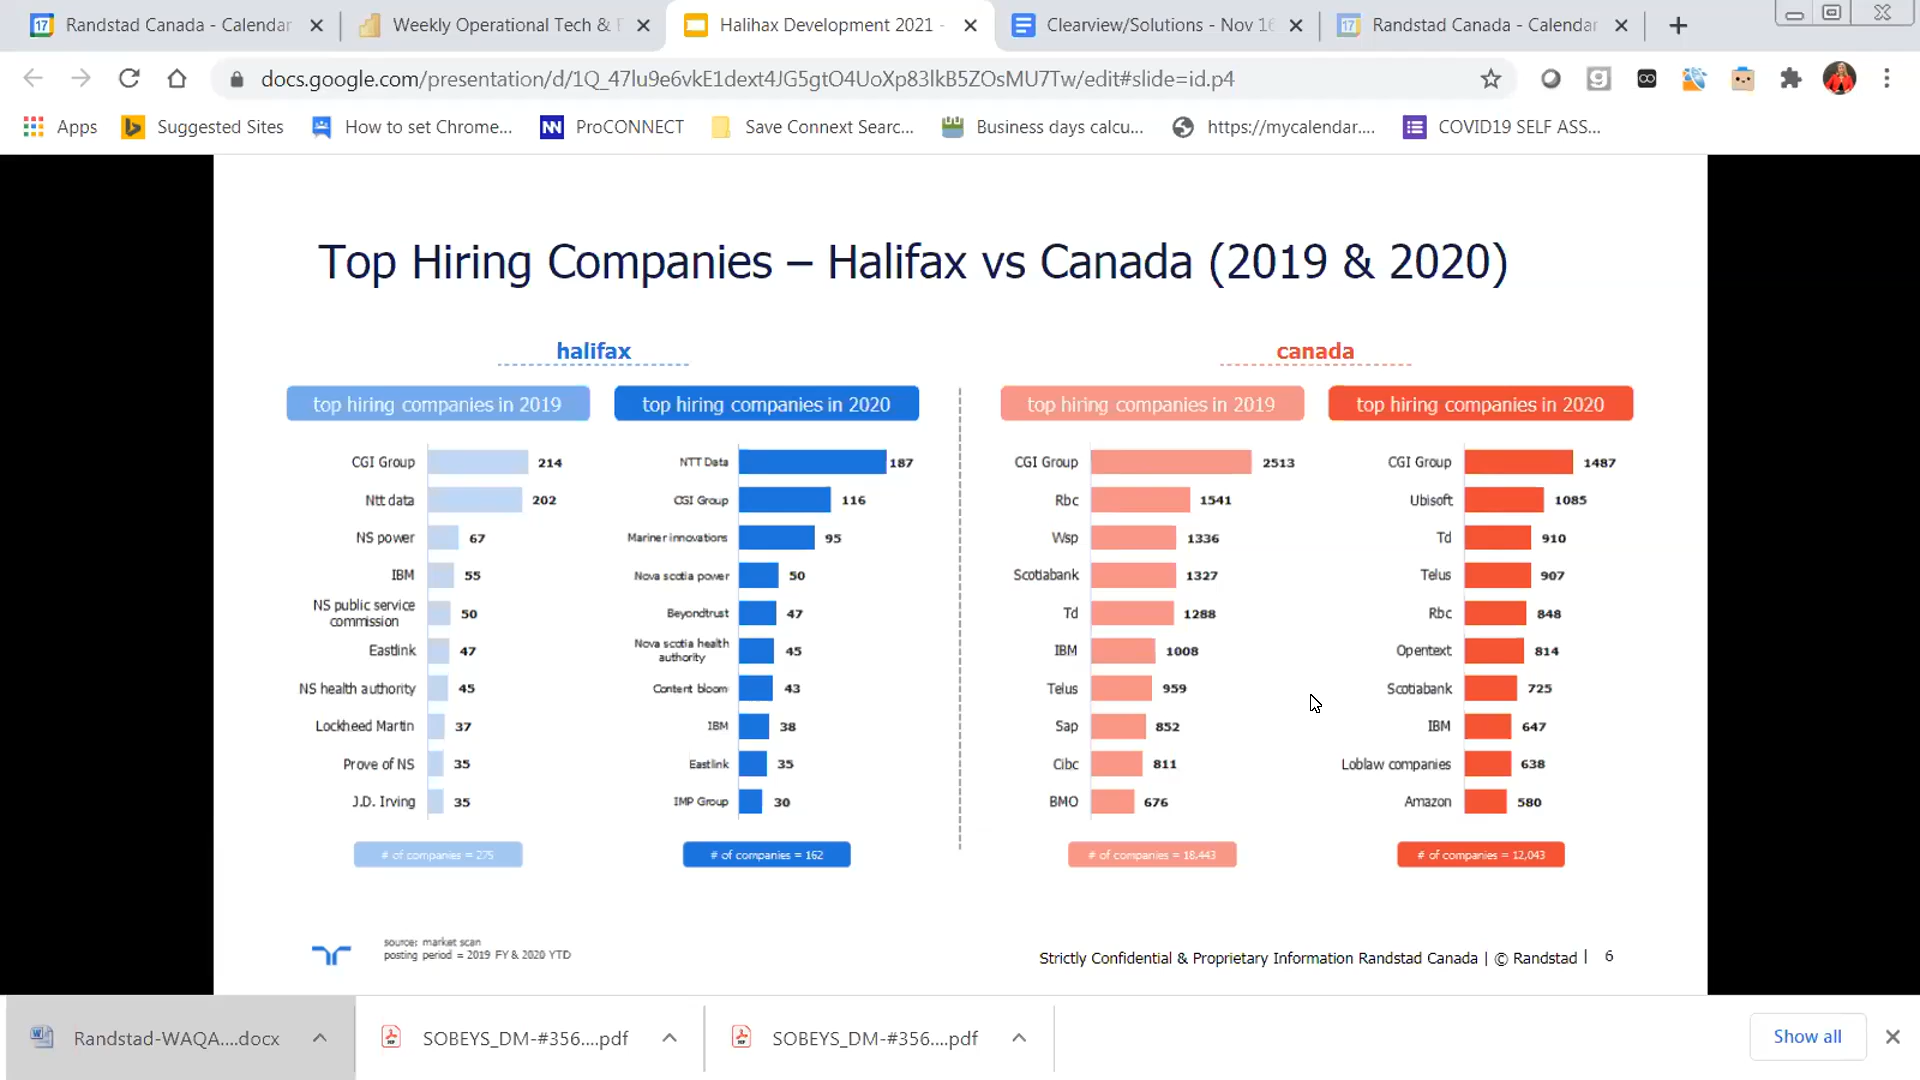 Randstad Canada - Calendar
Weekly Operational Tech &
Halihax Development 2021 -
Clearview/Solutions - Nov 16
Randstad Canada - Calendar
docs.google.com/presentation/d/1Q_47lu9e6vkE1dext4JG5gtO4UoXp83lkB5ZOsMU7Tw/edit#slide=id.p4
Apps
Suggested Sites
How to set Chrome...
ProCONNECT
Save Connext Searc...
Business days calcu...
https://mycalendar....
COVID19 SELF ASS...
Top Hiring Companies – Halifax vs Canada (2019 & 2020)
halifax
top hiring companies in 2019
CGI Group 214
Ntt data 202
NS power 67
IBM 55
NS public service
commission 50
Eastlink 47
NS health authority 45
Lockheed Martin 37
Prove of NS 35
J.D. Irving 35
# of companies = 275
top hiring companies in 2020
NTT Data 187
CGI Group 116
Mariner innovations 95
Nova scotia power 50
Beyondtrust 47
Nova scotia health
authority 45
Content bloom 43
IBM 38
Eastlink 35
IMP Group 30
# of companies = 162
canada
top hiring companies in 2019
CGI Group 2513
Rbc 1541
Wsp 1336
Scotiabank 1327
Td 1288
IBM 1008
Telus 959
Sap 852
Cibc 811
BMO 676
# of companies = 18,443
top hiring companies in 2020
CGI Group 1487
Ubisoft 1085
Td 910
Telus 907
Rbc 848
Opentext 814
Scotiabank 725
IBM 647
Loblaw companies 638
Amazon 580
# of companies = 12,043
source: market scan
posting period = 2019 FY & 2020 YTD
Strictly Confidential & Proprietary Information Randstad Canada | © Randstad | 6
Randstad-WAQA....docx
SOBEYS_DM-#356....pdf
SOBEYS_DM-#356....pdf
Show all